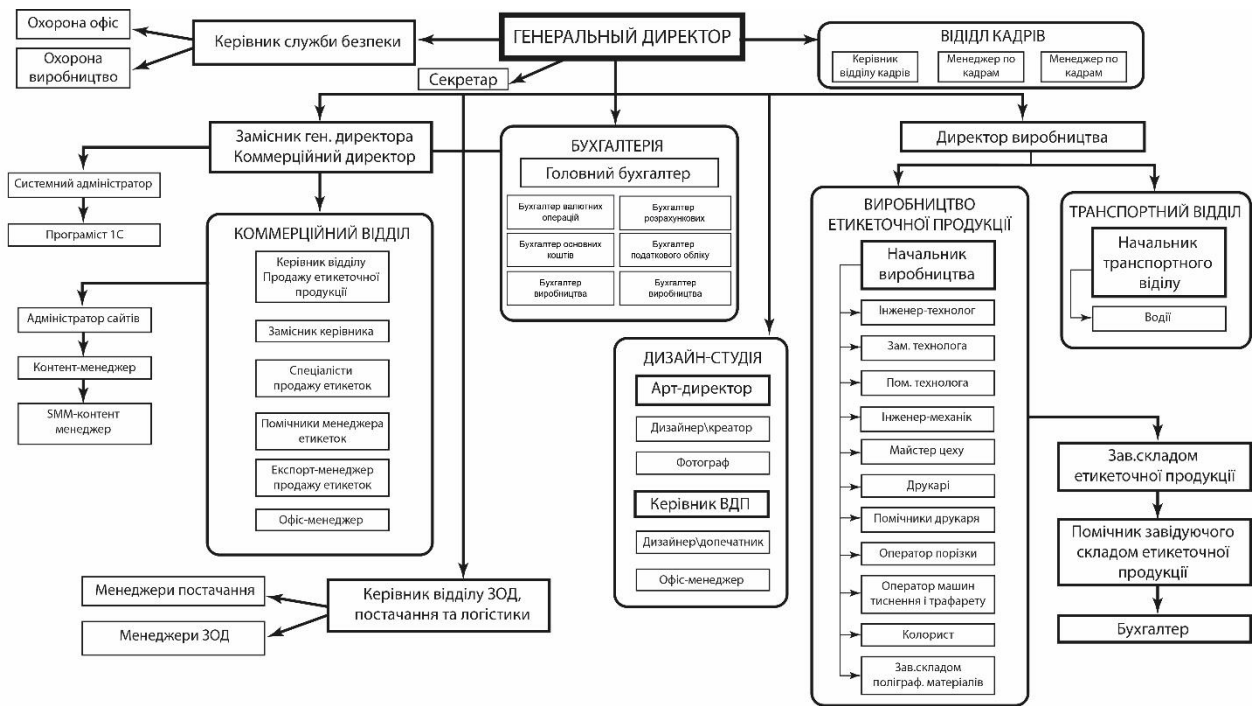 Охорона офіс
Охорона
виробництво
Керівник служби безпеки
ГЕНЕРАЛЬНЫЙ ДИРЕКТОР
Секретар
ВІДІДЛ КАДРІВ
Керівник
відділу кадрів
Менеджер по
кадрам
Менеджер по
кадрам
Замісник ген. директора
Коммерційний директор
Системний адміністратор
Програміст 1С
КОММЕРЦІЙНИЙ ВІДДІЛ
Керівник відділу
Продажу етикеточної
продукції
Замісник керівника
Спеціалісти
продажу етикеток
Помічники менеджера
етикеток
Експорт-менеджер
продажу етикеток
Офіс-менеджер
Адміністратор сайтів
Контент-менеджер
SMM-контент
менеджер
БУХГАЛТЕРІЯ
Головний бухгалтер
Бухгалтер валютних
операцій
Бухгалтер
розрахункових
Бухгалтер основних
коштів
Бухгалтер
податкового обліку
Бухгалтер
виробництва
Бухгалтер
виробництва
ДИЗАЙН-СТУДІЯ
Арт-директор
Дизайнер\креатор
Фотограф
Керівник ВДП
Дизайнер\допечатник
Офіс-менеджер
Керівник відділу ЗОД,
постачання та логістики
Менеджери постачання
Менеджери ЗОД
Директор виробництва
ВИРОБНИЦТВО
ЕТИКЕТОЧНОЇ ПРОДУКЦІЇ
Начальник
виробництва
Інженер-технолог
Зам. технолога
Пом. технолога
Інженер-механік
Майстер цеху
Друкарі
Помічники друкаря
Оператор порізки
Оператор машин
тиснення і трафарету
Колорист
Зав.складом
поліграф. матеріалів
ТРАНСПОРТНИЙ ВІДДІЛ
Начальник
транспортного
віділу
Водії
Зав.складом
етикеточної продукції
Помічник завідуючого
складом етикеточної
продукції
Бухгалтер